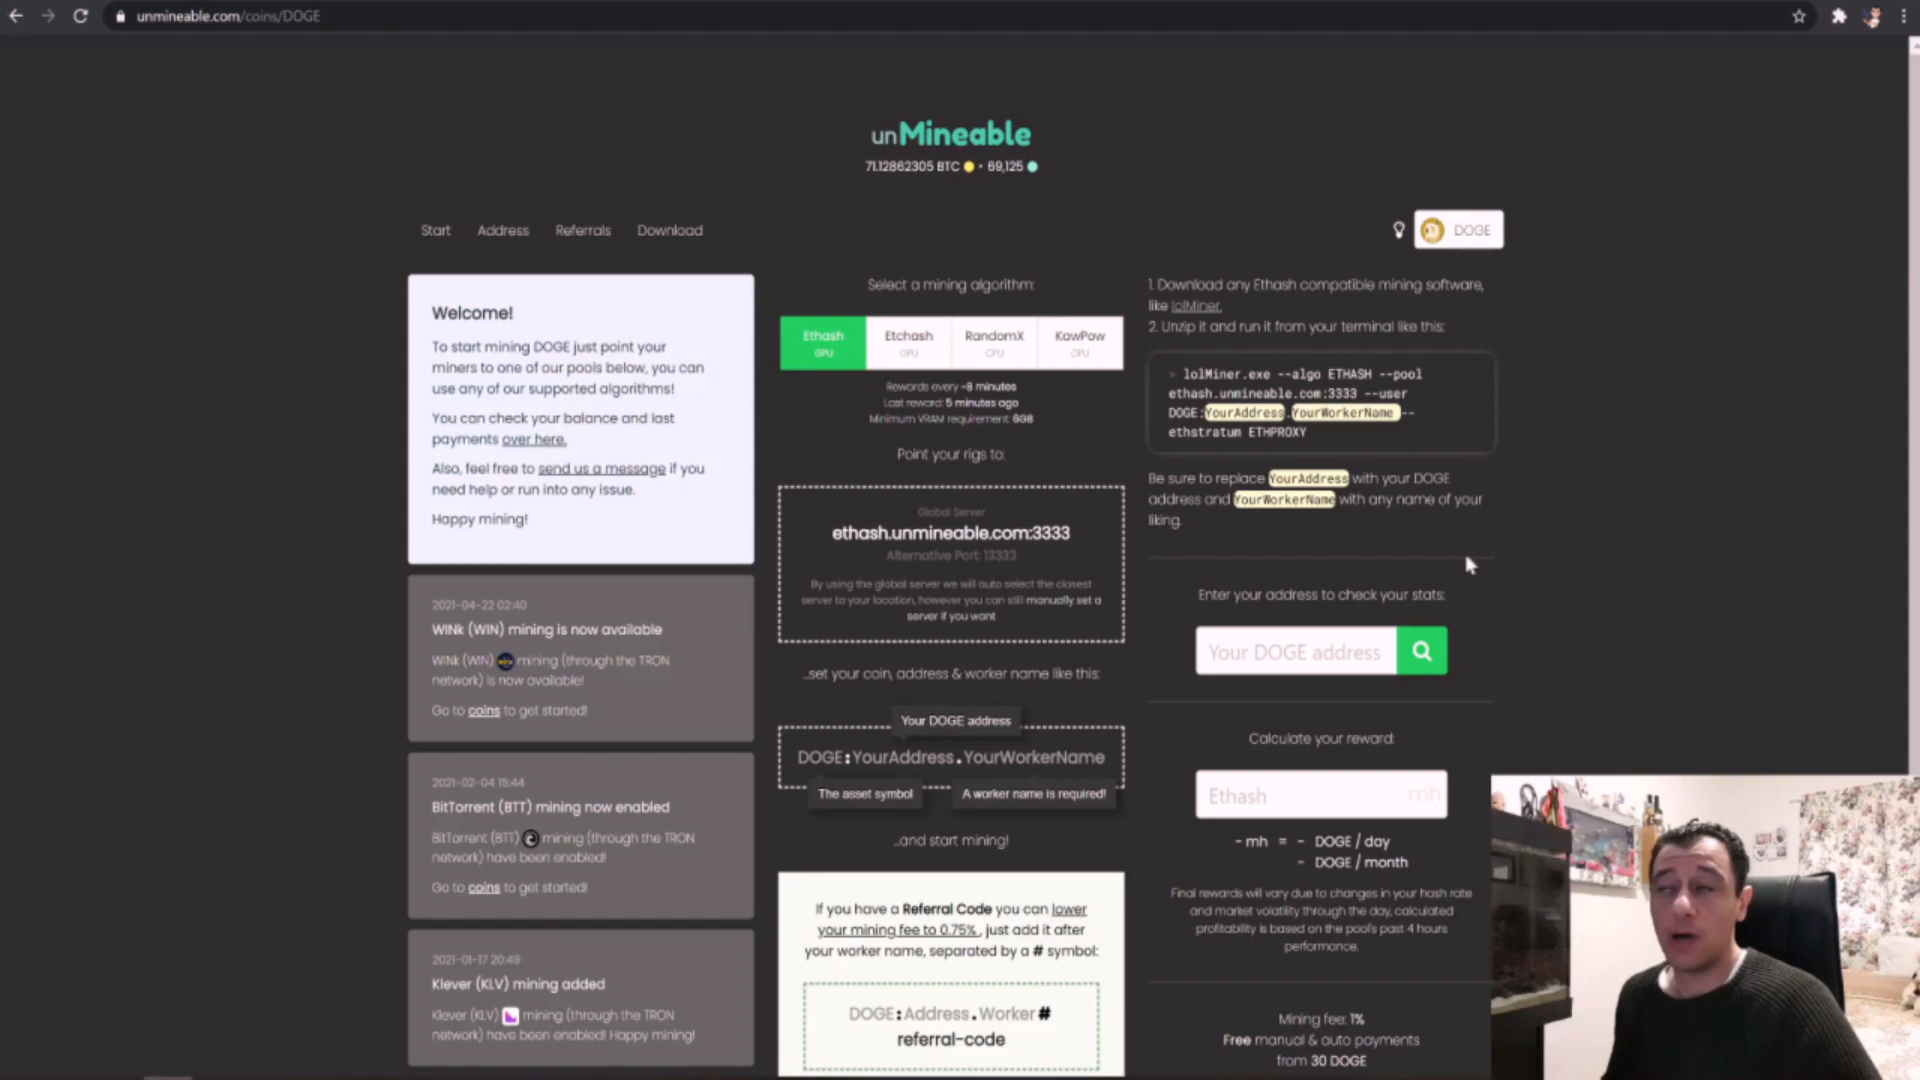 unmineable.com/coins/DOGE
unMineable
71.12862305 BTC • 69,125
Start Address Referrals Download
DOGE
Welcome!
To start mining DOGE just point your
miners to one of our pools below, you can
use any of our supported algorithms!
You can check your balance and last
payments over here.
Also, feel free to send us a message if you
need help or run into any issue.
Happy mining!
2021-04-22 02:40
WINk (WIN) mining is now available
WINk (WIN) mining (through the TRON
network) is now available!
Go to coins to get started!
2021-02-04 15:44
BitTorrent (BTT) mining now enabled
BitTorrent (BTT) mining (through the TRON
network) have been enabled!
Go to coins to get started!
2021-01-17 20:49
Klever (KLV) mining added
Klever (KLV) mining (through the TRON
network) have been enabled! Happy mining!
Select a mining algorithm:
Ethash Etchash RandomX KawPow
GPU GPU CPU GPU
Rewards every ~8 minutes
Last reward: 5 minutes ago
Minimum VRAM requirement: 6GB
Point your rigs to:
Global Server
ethash.unmineable.com:3333
Alternative Port: 13333
By using the global server we will auto select the closest
server to your location, however you can still manually set a
server if you want
...set your coin, address & worker name like this:
Your DOGE address
DOGE:YourAddress.YourWorkerName
The asset symbol A worker name is required!
...and start mining!
If you have a Referral Code you can lower
your mining fee to 0.75% , just add it after
your worker name, separated by a # symbol:
DOGE:Address.Worker#
referral-code
1. Download any Ethash compatible mining software,
like lolMiner.
2. Unzip it and run it from your terminal like this:
> lolMiner.exe --algo ETHASH --pool
ethash.unmineable.com:3333 --user
DOGE:YourAddress.YourWorkerName --
ethstratum ETHPROXY
Be sure to replace YourAddress with your DOGE
address and YourWorkerName with any name of your
liking.
Enter your address to check your stats:
Your DOGE address
Calculate your reward:
Ethash mh
- mh = - DOGE / day
- DOGE / month
Final rewards will vary due to changes in your hash rate
and market volatility through the day, calculated
profitability is based on the pool's past 4 hours
performance.
Mining fee: 1%
Free manual & auto payments
from 30 DOGE